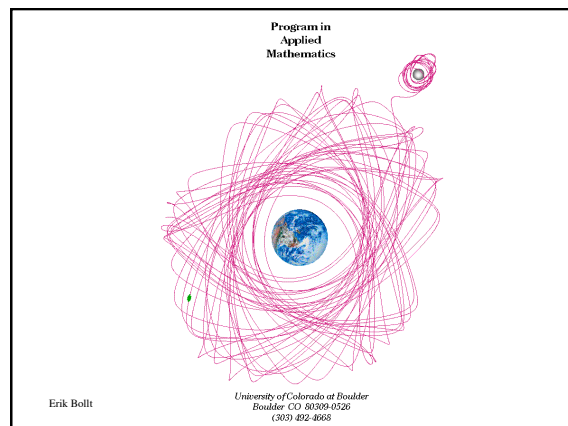 Program in
Applied
Mathematics
University of Colorado at Boulder
Boulder CO 80309-0526
(303) 492-4668
Erik Bollt